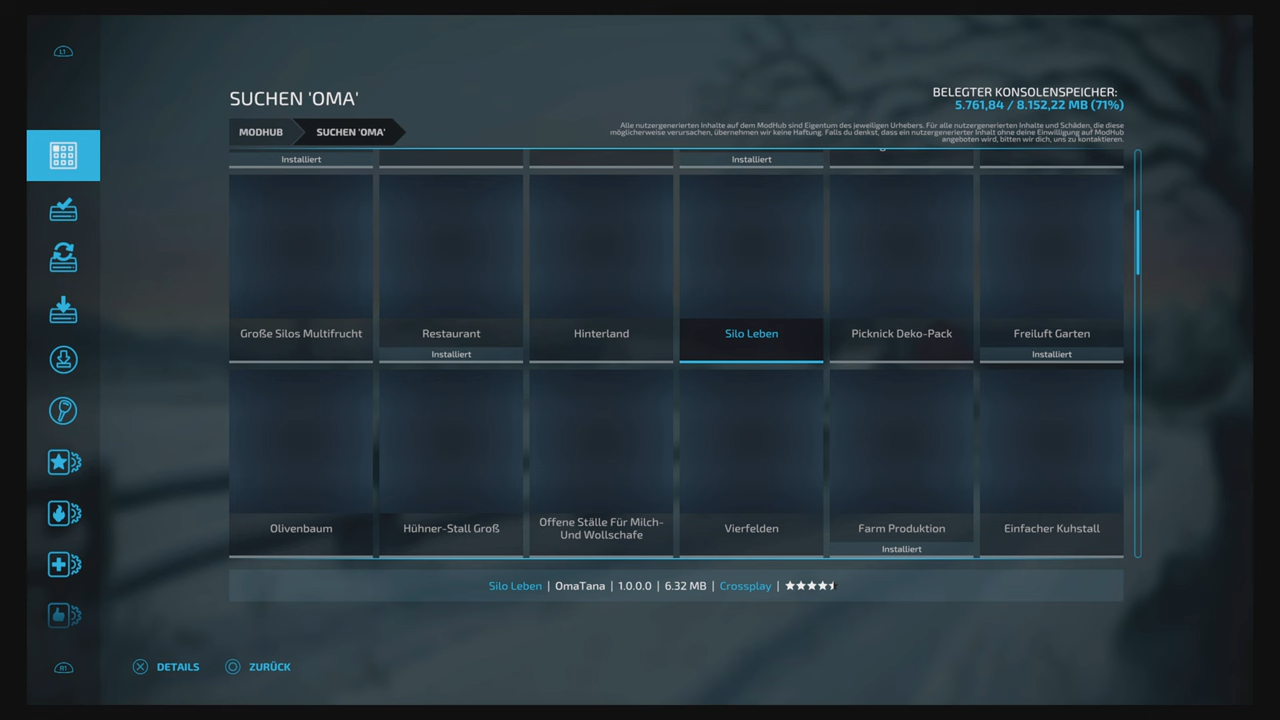 L1
SUCHEN 'OMA'
BELEGTER KONSOLENSPEICHER:
5.761,84 / 8.152,22 MB (71%)
MODHUB
SUCHEN 'OMA'
Alle nutzergenerierten Inhalte auf dem ModHub sind Eigentum des jeweiligen Urhebers. Für alle nutzergenerierten Inhalte und Schäden, die diese
möglicherweise verursachen, übernehmen wir keine Haftung. Falls du denkst, dass ein nutzergenerierter Inhalt ohne deine Einwilligung auf ModHub
angeboten wird, bitten wir dich, uns zu kontaktieren.
Installiert
Installiert
Große Silos Multifrucht
Restaurant
Installiert
Hinterland
Silo Leben
Picknick Deko-Pack
Freiluft Garten
Installiert
Olivenbaum
Hühner-Stall Groß
Offene Ställe Für Milch-
Und Wollschafe
Vierfelden
Farm Produktion
Installiert
Einfacher Kuhstall
Silo Leben | OmaTana | 1.0.0.0 | 6.32 MB | Crossplay |
R1
DETAILS
ZURÜCK